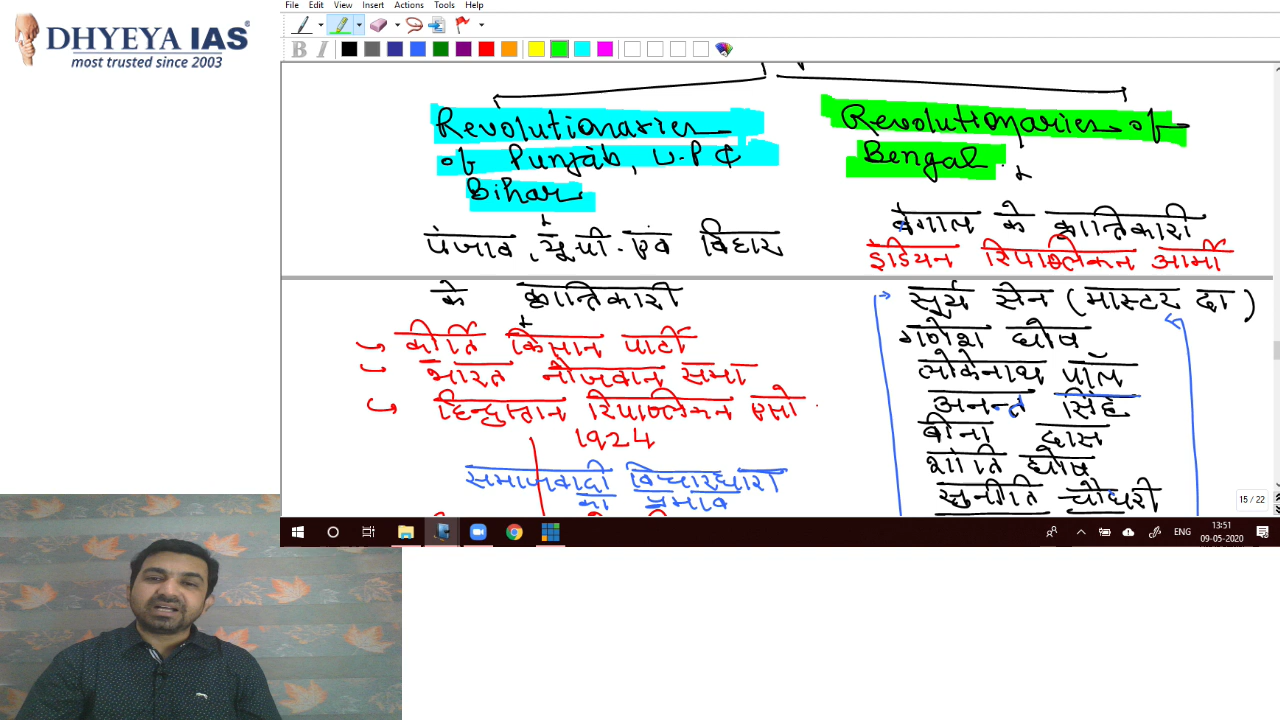 DHYEYA IAS®
most trusted since 2003
File Edit View Insert Actions Tools Help
B I
Revolutionaries
of Punjab, U.P &
Bihar
पंजाब, यू.पी. एवं बिहार
के क्रान्तिकारी
कीर्ति किसान पार्टी
भारत नौजवान सभा
हिन्दुस्तान रिपब्लिकन एसो
1924
समाजवादी विचारधारा
का प्रभाव
Revolutionaries of
Bengal
बंगाल के क्रान्तिकारी
इंडियन रिपब्लिकन आर्मी
सूर्य सेन (मास्टर दा)
गणेश घोष
लोकेनाथ पॉल
अनन्त सिंह
बीना दास
शांति घोष
सुनीति चौधरी
15 / 22
ENG
13:51
09-05-2020